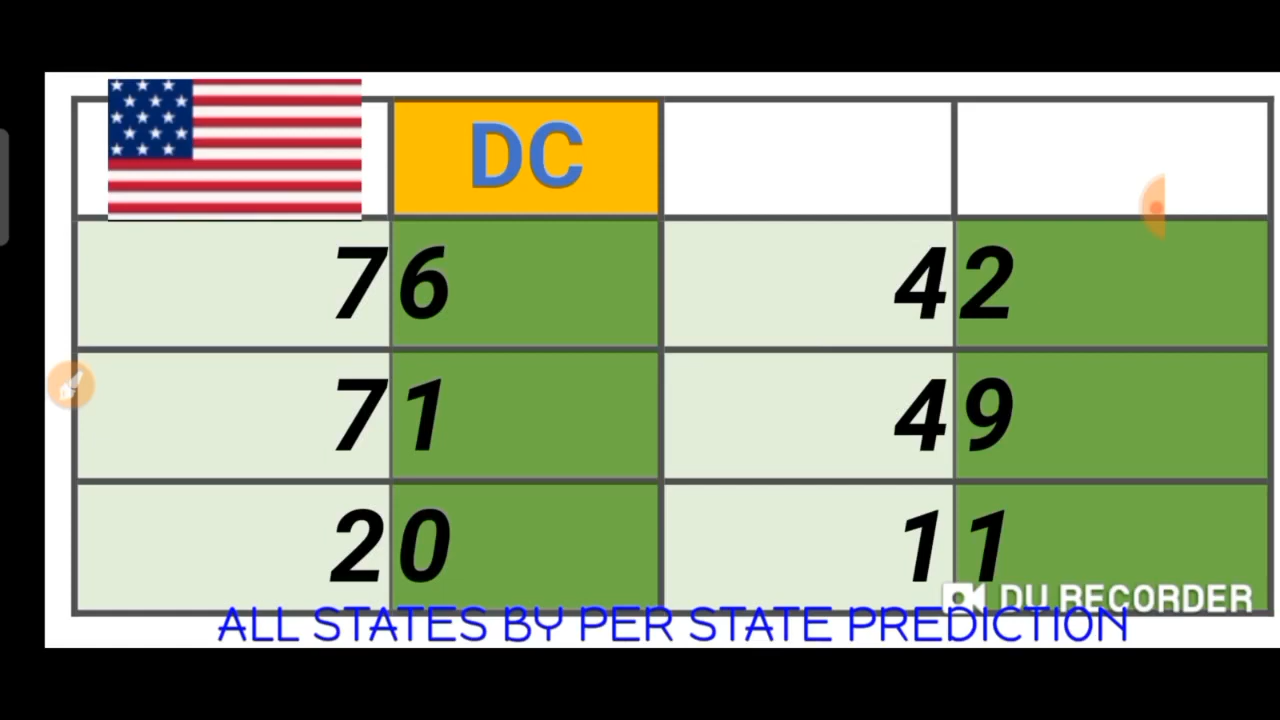 DC
76 42
71 49
20 11
DU RECORDER
ALL STATES BY PER STATE PREDICTION